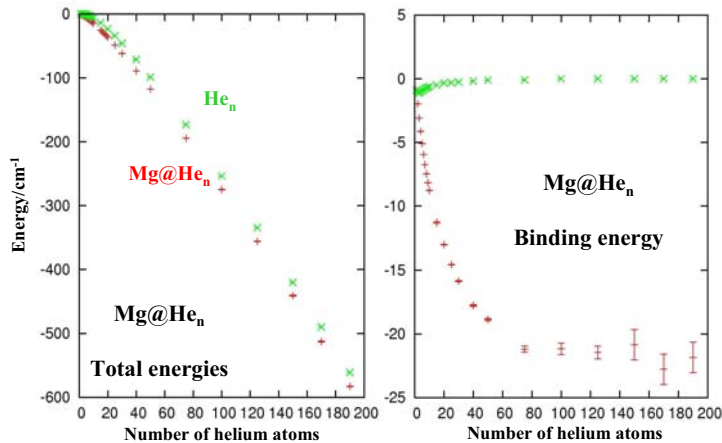 0
-100
-200
-300
-400
-500
-600
Energy/cm-1
He_n
Mg@He_n
Mg@He_n
Total energies
0 20 40 60 80 100 120 140 160 180 200
Number of helium atoms
5
0
-5
-10
-15
-20
-25
Mg@He_n
Binding energy
0 20 40 60 80 100 120 140 160 180 200
Number of helium atoms